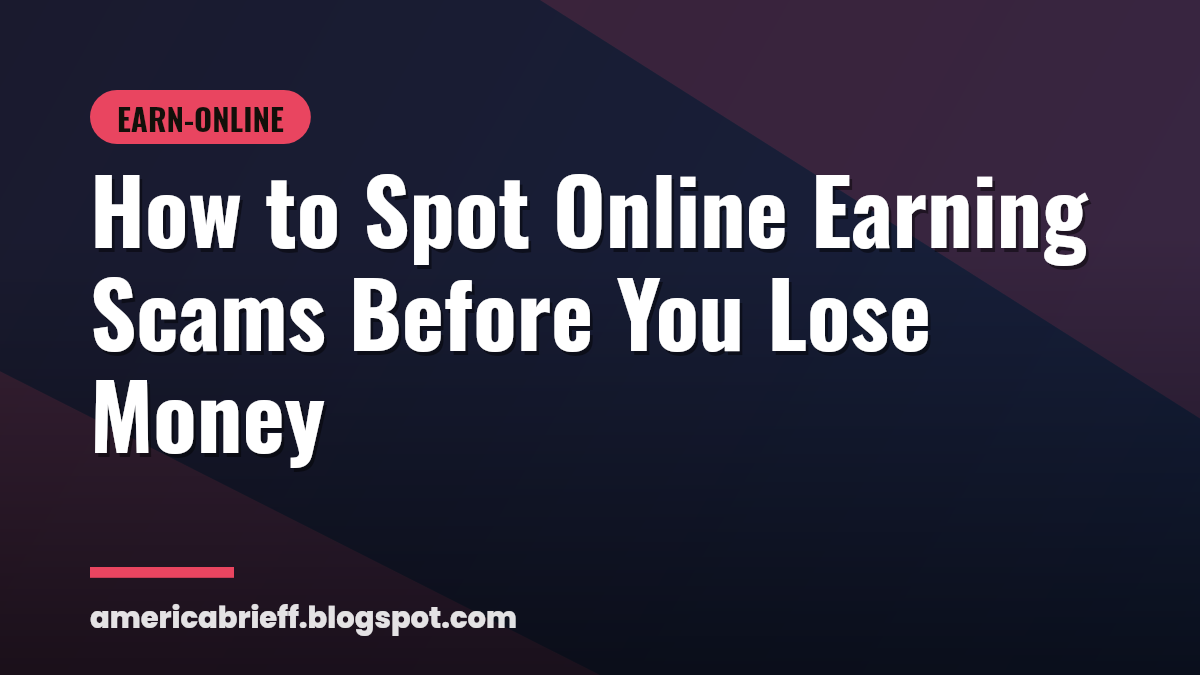 EARN-ONLINE
How to Spot Online Earning
Scams Before You Lose
Money
americabrieff.blogspot.com